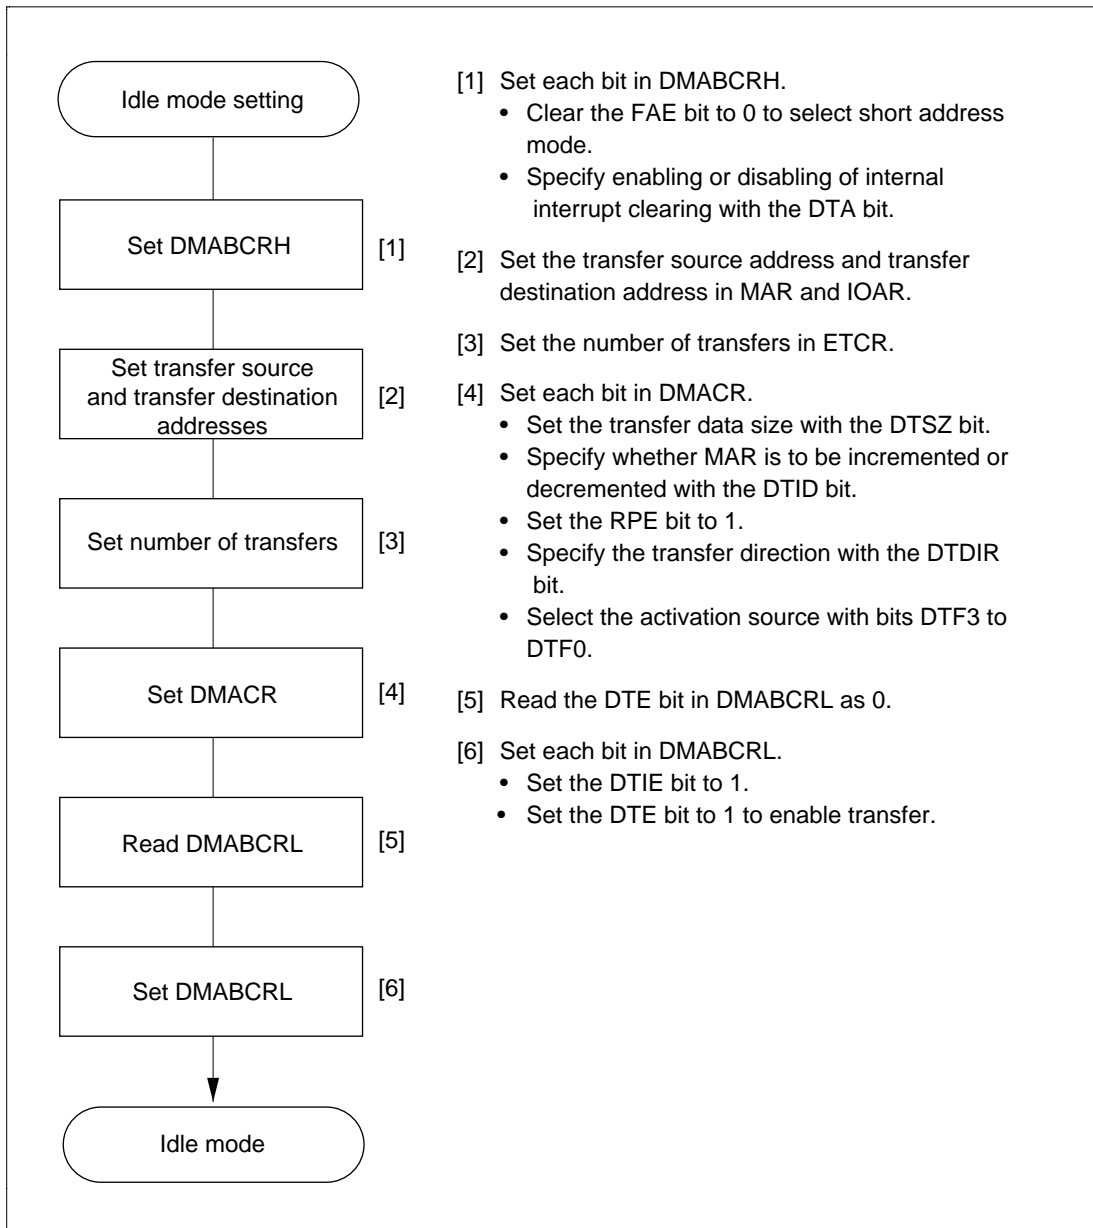 Idle mode setting
Set DMABCRH
[1]
Set transfer source
and transfer destination
addresses
[2]
Set number of transfers
[3]
Set DMACR
[4]
Read DMABCRL
[5]
Set DMABCRL
[6]
Idle mode
[1] Set each bit in DMABCRH.
• Clear the FAE bit to 0 to select short address
mode.
• Specify enabling or disabling of internal
interrupt clearing with the DTA bit.
[2] Set the transfer source address and transfer
destination address in MAR and IOAR.
[3] Set the number of transfers in ETCR.
[4] Set each bit in DMACR.
• Set the transfer data size with the DTSZ bit.
• Specify whether MAR is to be incremented or
decremented with the DTID bit.
• Set the RPE bit to 1.
• Specify the transfer direction with the DTDIR
bit.
• Select the activation source with bits DTF3 to
DTF0.
[5] Read the DTE bit in DMABCRL as 0.
[6] Set each bit in DMABCRL.
• Set the DTIE bit to 1.
• Set the DTE bit to 1 to enable transfer.